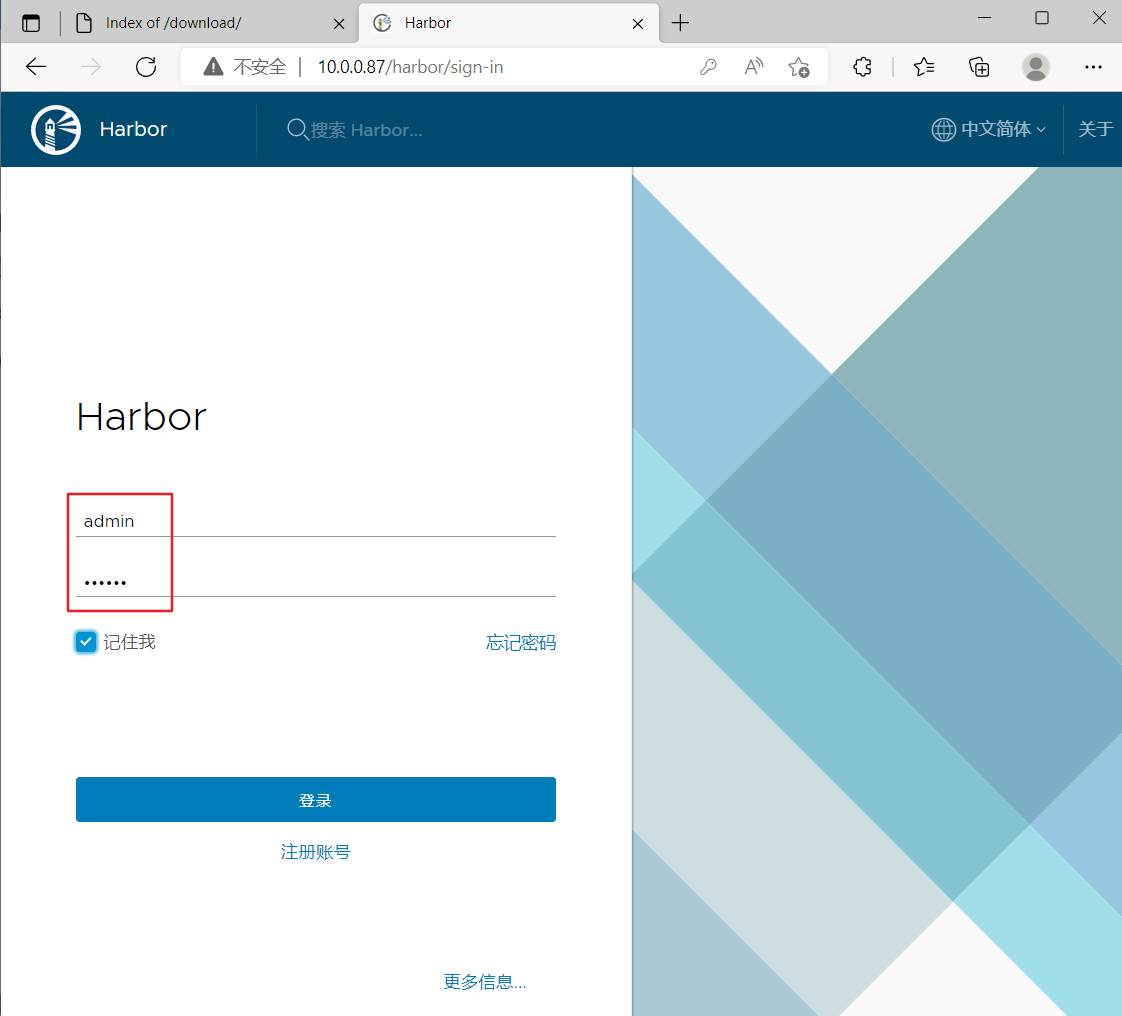 Index of /download/
Harbor
不安全 | 10.0.0.87/harbor/sign-in
Harbor
搜索 Harbor...
中文简体
关于
Harbor
admin
••••••
记住我
忘记密码
登录
注册账号
更多信息...